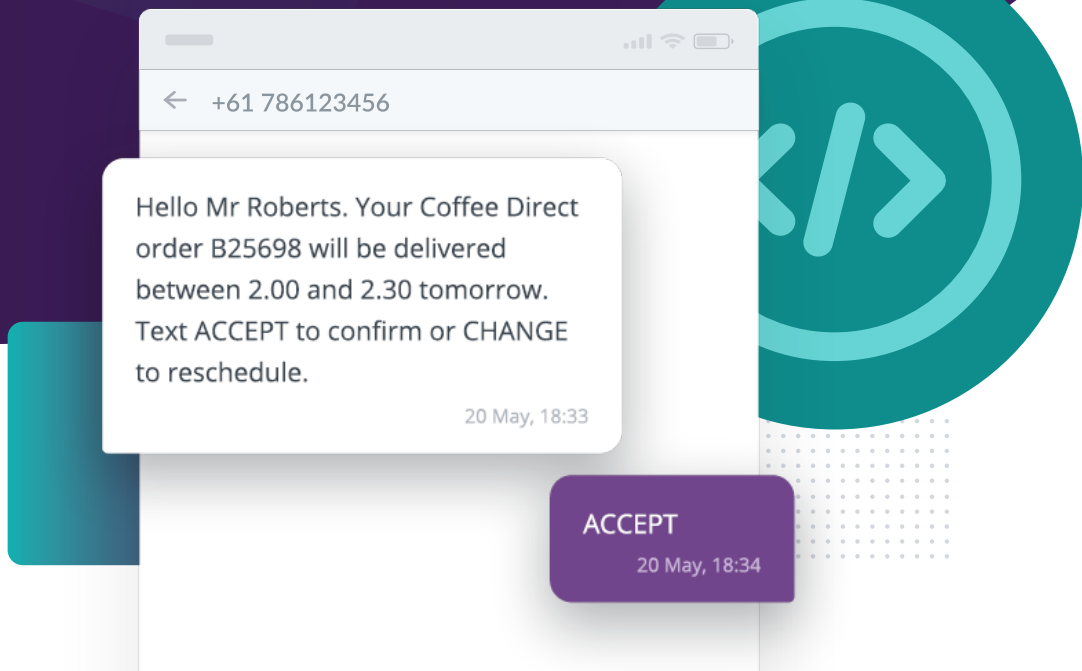 +61 786123456
Hello Mr Roberts. Your Coffee Direct
order B25698 will be delivered
between 2.00 and 2.30 tomorrow.
Text ACCEPT to confirm or CHANGE
to reschedule.
20 May, 18:33
ACCEPT
20 May, 18:34